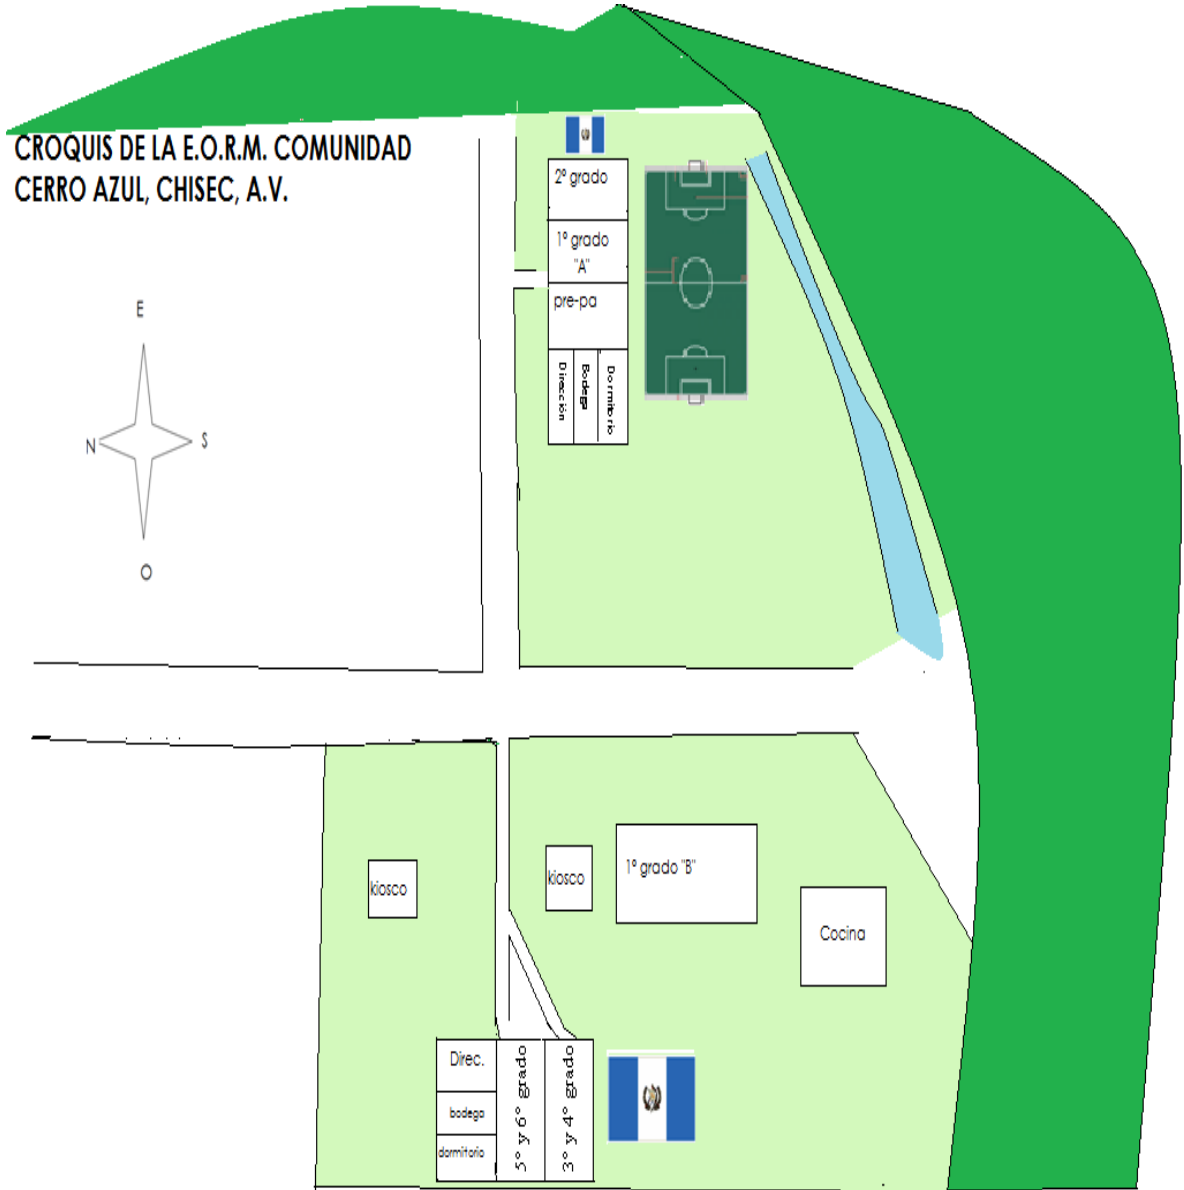 CROQUIS DE LA E.O.R.M. COMUNIDAD
CERRO AZUL, CHISEC, A.V.
E
N
S
O
2º grado
1º grado
"A"
pre-pa
Dirección
Bodega
Dormitorio
kiosco
kiosco
1º grado "B"
Cocina
Direc.
bodega
dormitorio
5° y 6° grado
3° y 4° grado